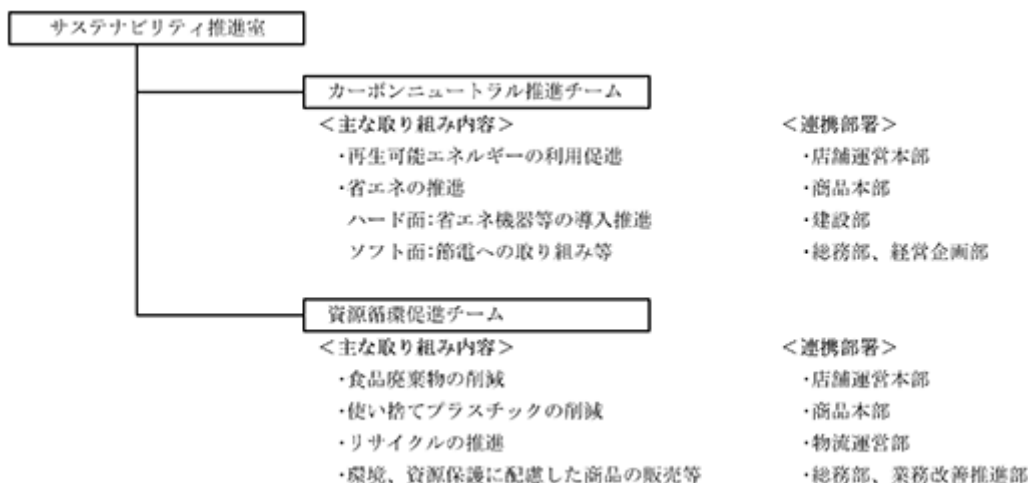 サステナビリティ推進室
カーボンニュートラル推進チーム
<主な取り組み内容>
・再生可能エネルギーの利用促進
・省エネの推進
ハード面:省エネ機器等の導入推進
ソフト面:節電への取り組み等
<連携部署>
・店舗運営本部
・商品本部
・建設部
・総務部、経営企画部
資源循環促進チーム
<主な取り組み内容>
・食品廃棄物の削減
・使い捨てプラスチックの削減
・リサイクルの推進
・環境、資源保護に配慮した商品の販売等
<連携部署>
・店舗運営本部
・商品本部
・物流運営部
・総務部、業務改善推進部